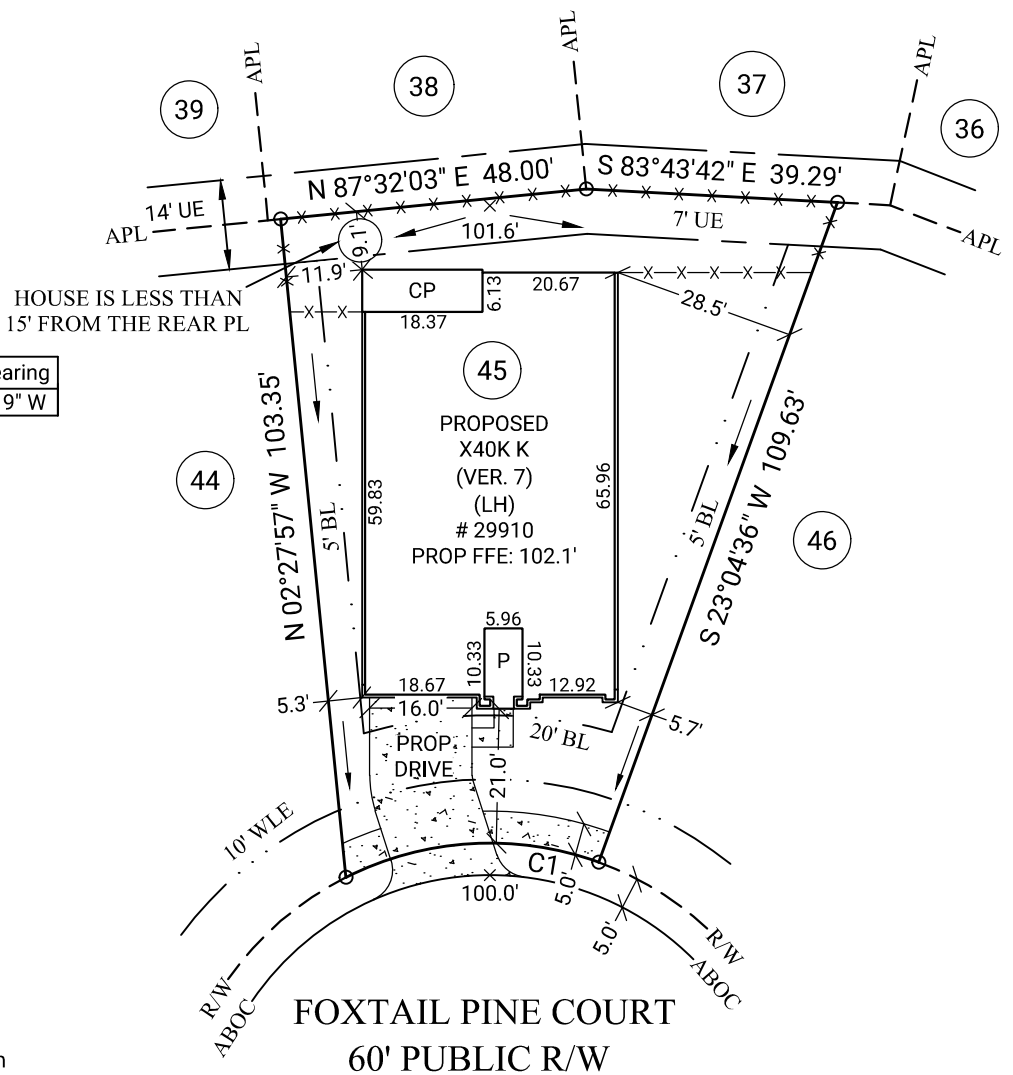 APL
APL
APL
39
38
37
36
N 87°32'03" E 48.00'
S 83°43'42" E 39.29'
14' UE
APL
9.1'
101.6'
7' UE
APL
11.9'
HOUSE IS LESS THAN
15' FROM THE REAR PL
CP
6.13
20.67
18.37
28.5'
earing
9" W
45
PROPOSED
X40K K
(VER. 7)
(LH)
# 29910
PROP FFE: 102.1'
44
N 02°27'57" W 103.35'
5' BL
59.83
65.96
5' BL
S 23°04'36" W 109.63'
46
5.96
10.33
P
10.33
18.67
12.92
5.3'
16.0'
20' BL
5.7'
PROP
DRIVE
21.0'
10' WLE
C1
100.0'
5.0'
5.0'
R/W
ABOC
R/W
ABOC
FOXTAIL PINE COURT
60' PUBLIC R/W